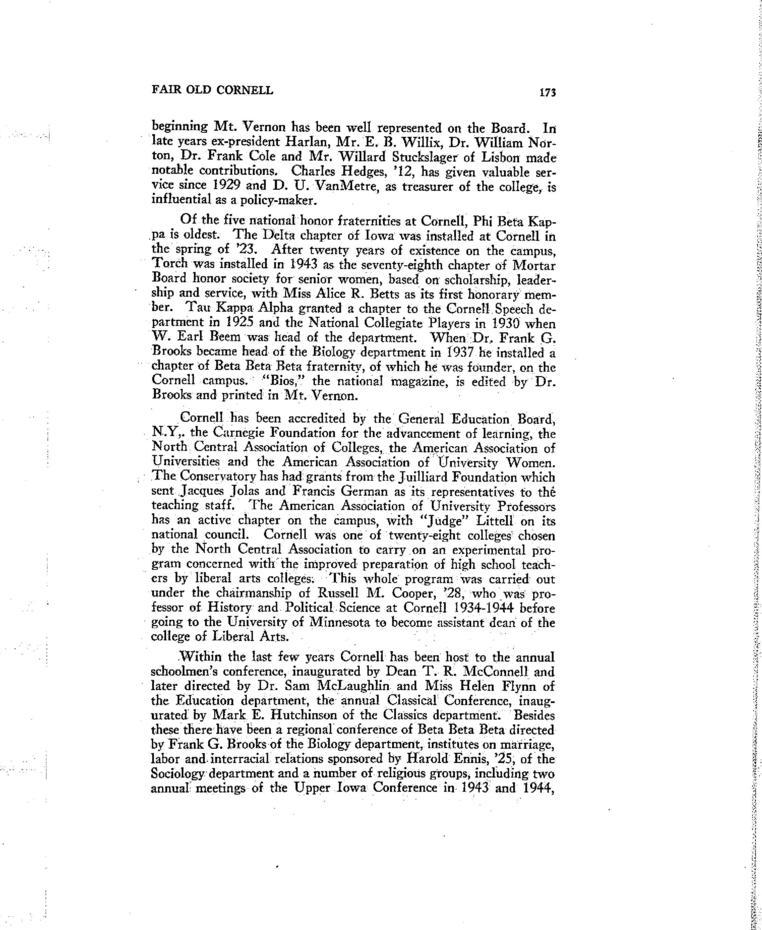 FAIR OLD CORNELL 173
beginning Mt. Vernon has been well represented on the Board. In
late years ex-president Harlan, Mr. E. B. Willix, Dr. William Nor-
ton, Dr. Frank Cole and Mr. Willard Stuckslager of Lisbon made
notable contributions. Charles Hedges, '12, has given valuable ser-
vice since 1929 and D. U. VanMetre, as treasurer of the college, is
influential as a policy-maker.
Of the five national honor fraternities at Cornell, Phi Beta Kap-
pa is oldest. The Delta chapter of Iowa was installed at Cornell in
the spring of '23. After twenty years of existence on the campus,
Torch was installed in 1943 as the seventy-eighth chapter of Mortar
Board honor society for senior women, based on scholarship, leader-
ship and service, with Miss Alice R. Betts as its first honorary mem-
ber. Tau Kappa Alpha granted a chapter to the Cornell Speech de-
partment in 1925 and the National Collegiate Players in 1930 when
W. Earl Beem was head of the department. When Dr. Frank G.
Brooks became head of the Biology department in 1937 he installed a
chapter of Beta Beta Beta fraternity, of which he was founder, on the
Cornell campus. "Bios," the national magazine, is edited by Dr.
Brooks and printed in Mt. Vernon.
Cornell has been accredited by the General Education Board,
N.Y,. the Carnegie Foundation for the advancement of learning, the
North Central Association of Colleges, the American Association of
Universities and the American Association of University Women.
The Conservatory has had grants from the Juilliard Foundation which
sent Jacques Jolas and Francis German as its representatives to the
teaching staff. The American Association of University Professors
has an active chapter on the campus, with "Judge" Littell on its
national council. Cornell was one of twenty-eight colleges chosen
by the North Central Association to carry on an experimental pro-
gram concerned with the improved preparation of high school teach-
ers by liberal arts colleges. This whole program was carried out
under the chairmanship of Russell M. Cooper, '28, who was pro-
fessor of History and Political Science at Cornell 1934-1944 before
going to the University of Minnesota to become assistant dean of the
college of Liberal Arts.
Within the last few years Cornell has been host to the annual
schoolmen's conference, inaugurated by Dean T. R. McConnell and
later directed by Dr. Sam McLaughlin and Miss Helen Flynn of
the Education department, the annual Classical Conference, inaug-
urated by Mark E. Hutchinson of the Classics department. Besides
these there have been a regional conference of Beta Beta Beta directed
by Frank G. Brooks of the Biology department, institutes on marriage,
labor and interracial relations sponsored by Harold Ennis, '25, of the
Sociology department and a number of religious groups, including two
annual meetings of the Upper Iowa Conference in 1943 and 1944,